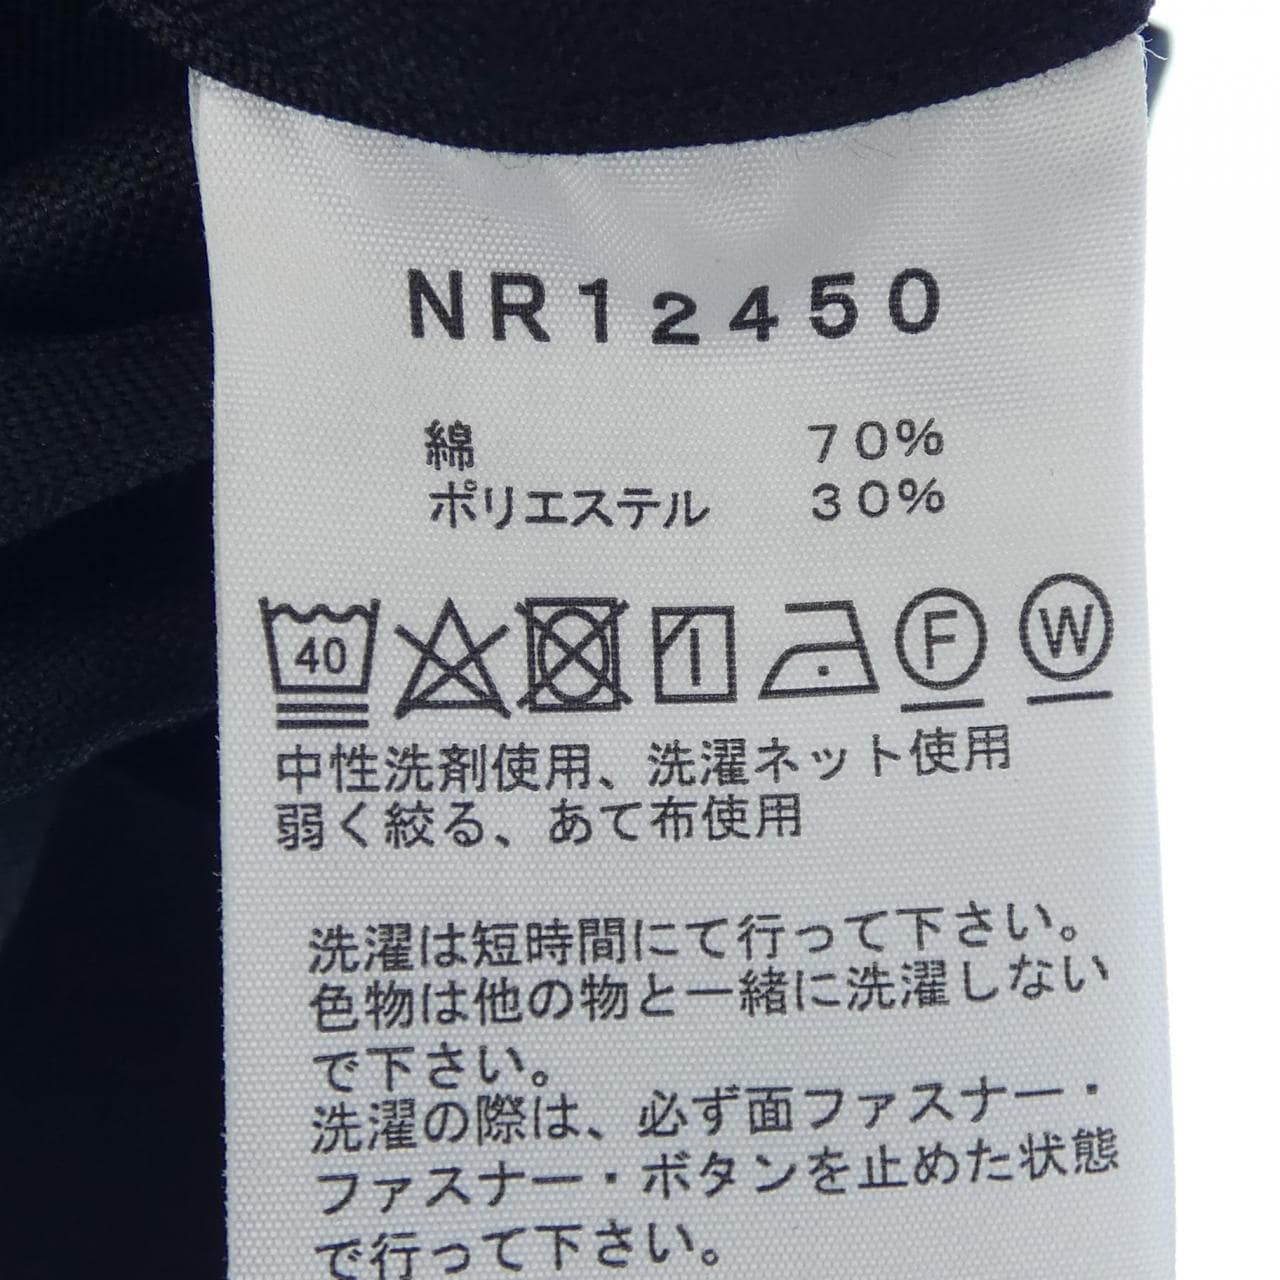 NR12450
綿 70%
ポリエステル 30%
40 F W
中性洗剤使用、洗濯ネット使用
弱く絞る、あて布使用
洗濯は短時間にて行って下さい。
色物は他の物と一緒に洗濯しない
で下さい。
洗濯の際は、必ず面ファスナー・
ファスナー・ボタンを止めた状態
で行って下さい。